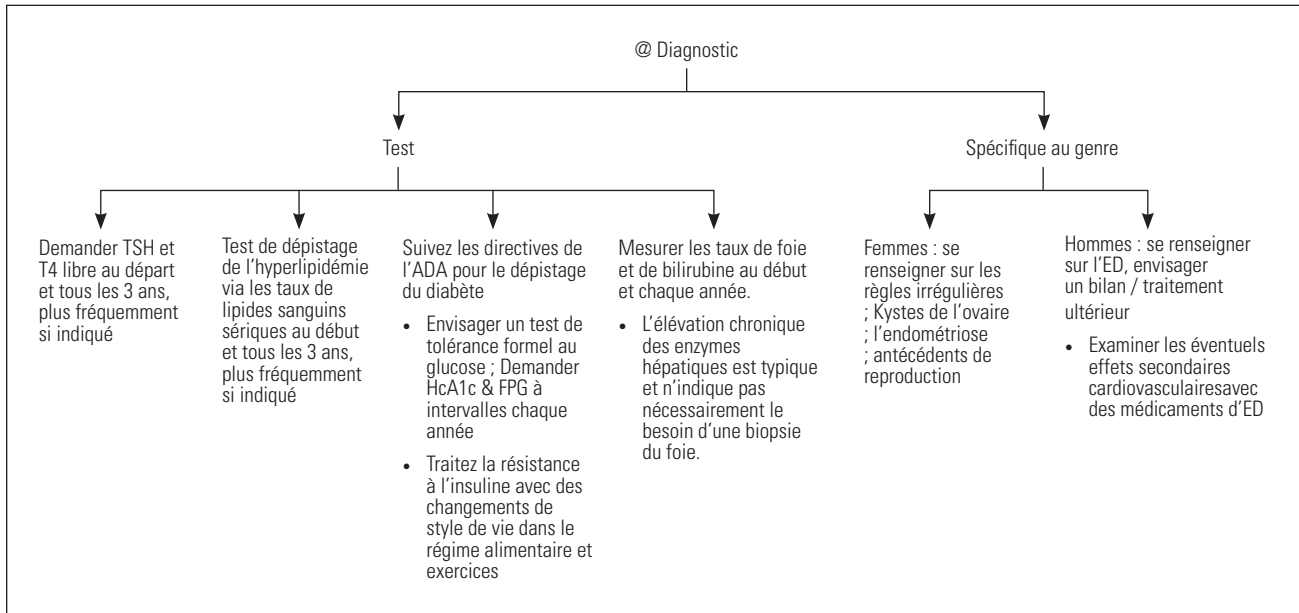 @ Diagnostic
Test
Spécifique au genre
Demander TSH et
T4 libre au départ
et tous les 3 ans,
plus fréquemment
si indiqué
Test de dépistage
de l'hyperlipidémie
via les taux de
lipides sanguins
sériques au début
et tous les 3 ans,
plus fréquemment
si indiqué
Suivez les directives de
l'ADA pour le dépistage
du diabète
• Envisager un test de
tolérance formel au
glucose ; Demander
HcA1c & FPG à
intervalles chaque
année
• Traitez la résistance
à l'insuline avec des
changements de
style de vie dans le
régime alimentaire et
exercices
Mesurer les taux de foie
et de bilirubine au début
et chaque année.
• L'élévation chronique
des enzymes
hépatiques est typique
et n'indique pas
nécessairement le
besoin d'une biopsie
du foie.
Femmes : se
renseigner sur les
règles irrégulières
; Kystes de l'ovaire
; l'endométriose
; antécédents de
reproduction
Hommes : se renseigner
sur l'ED, envisager
un bilan / traitement
ultérieur
• Examiner les éventuels
effets secondaires
cardiovasculairesavec
des médicaments d'ED